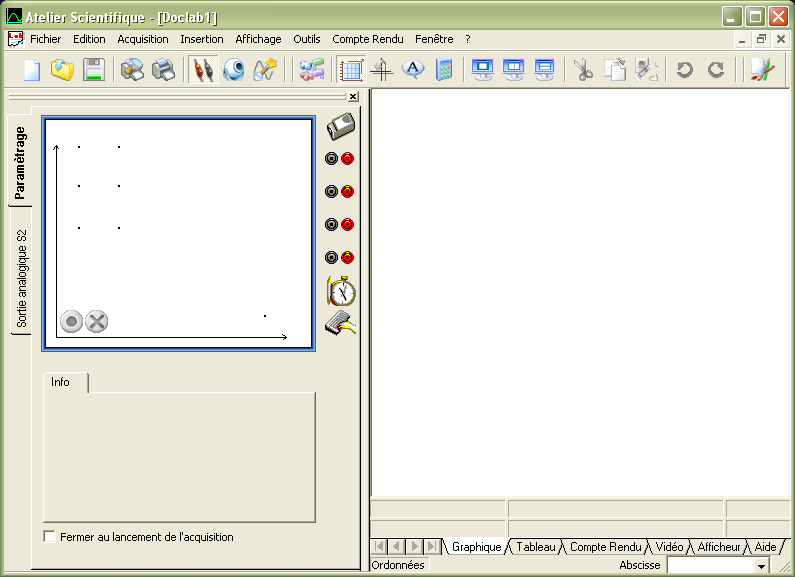 Atelier Scientifique - [Doclab1]
Fichier Edition Acquisition Insertion Affichage Outils Compte Rendu Fenêtre ?
Paramètrage
Sortie analogique S2
Info
Fermer au lancement de l'acquisition
Graphique Tableau Compte Rendu Vidéo Afficheur Aide
Ordonnées Abscisse